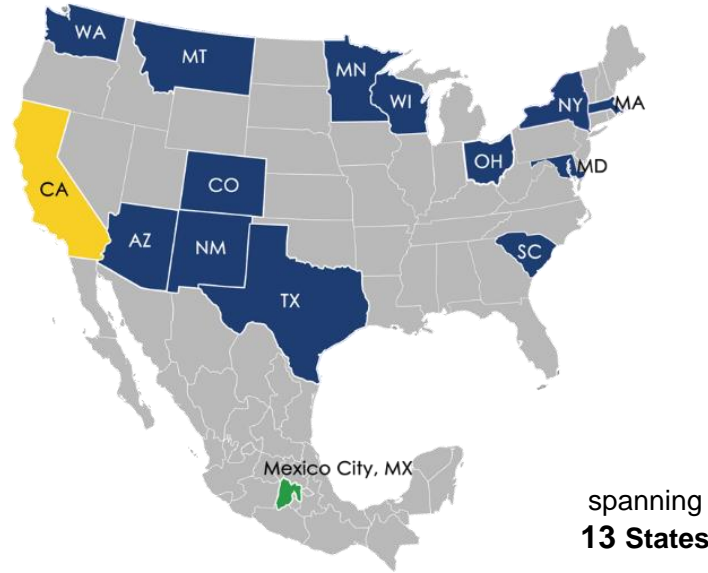 WA
MT
MN
WI
NY
MA
OH
MD
CA
CO
AZ
NM
SC
TX
Mexico City, MX
spanning
13 States